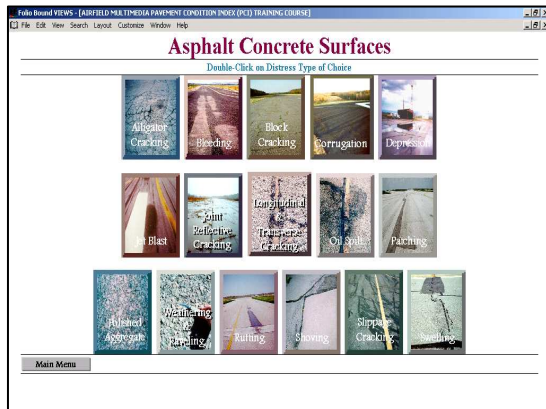 Folio Bound VIEWS - [AIRFIELD MULTIMEDIA PAVEMENT CONDITION INDEX (PCI) TRAINING COURSE]
File Edit View Search Layout Customize Window Help
Asphalt Concrete Surfaces
Double-Click on Distress Type of Choice
Alligator
Cracking
Bleeding
Block
Cracking
Corrugation
Depression
Jet Blast
Joint
Reflective
Cracking
Longitudinal
&
Transverse
Cracking
Oil Spill
Patching
Polished
Aggregate
Weathering
&
Raveling
Rutting
Shoving
Slippage
Cracking
Swelling
Main Menu